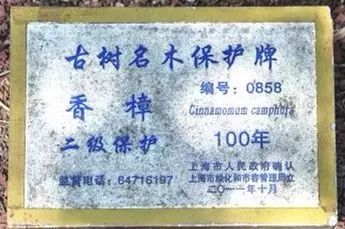 古树名木保护牌
编号：0858
香樟
Cinnamomum camphora
二级保护
100年
监督电话：64716197
上海市人民政府确认
上海市绿化和市容管理局立
二〇一一年十月